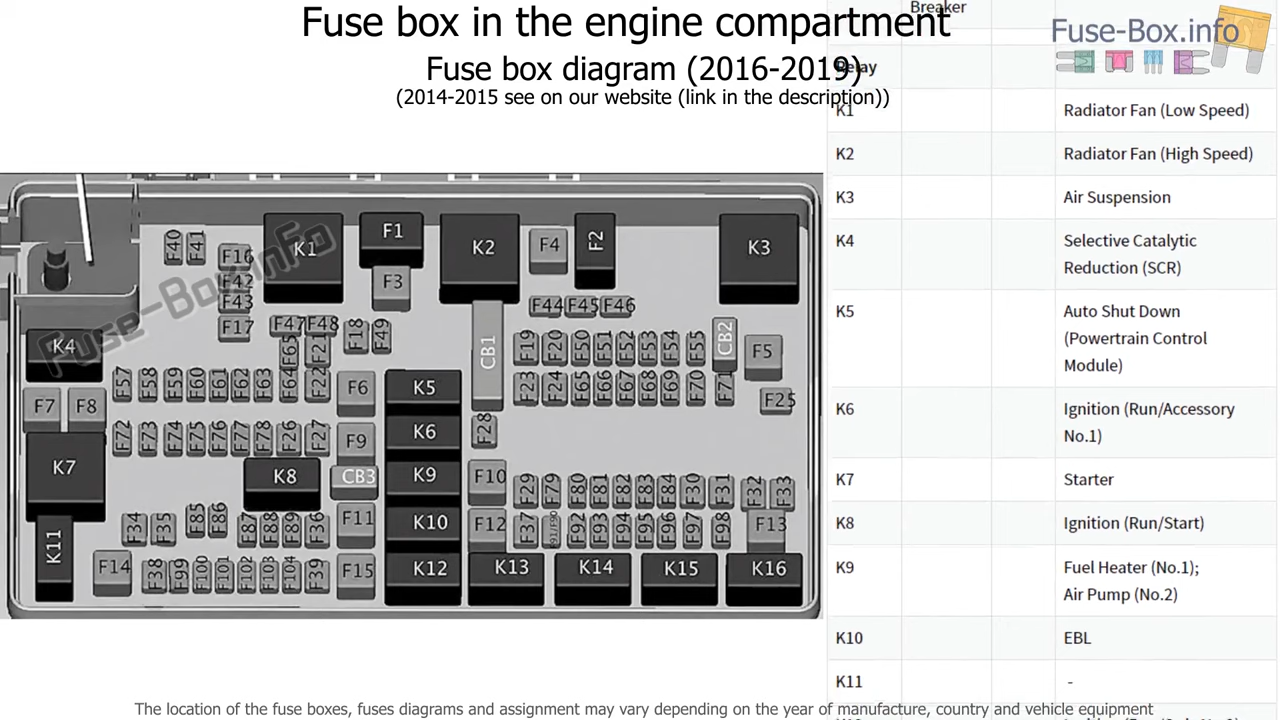 Fuse box in the engine compartment
Fuse box diagram (2016-2019)
(2014-2015 see on our website (link in the description))
Fuse-Box.info
Breaker
Relay
K1 Radiator Fan (Low Speed)
K2 Radiator Fan (High Speed)
K3 Air Suspension
K4 Selective Catalytic
Reduction (SCR)
K5 Auto Shut Down
(Powertrain Control
Module)
K6 Ignition (Run/Accessory
No.1)
K7 Starter
K8 Ignition (Run/Start)
K9 Fuel Heater (No.1);
Air Pump (No.2)
K10 EBL
K11 -
Fuse-Box.info
F40 F41 F16 K1 F1 K2 F4 F2 K3
F42 F3
F43 F44 F45 F46
F17 F47 F48 F18 F49
K4 F65 F21 CB1 F19 F20 F50 F51 F52 F53 F54 F55 CB2 F5
F57 F58 F59 F60 F61 F62 F63 F64 F22 F6 K5 F23 F24 F65 F66 F67 F68 F69 F70 F71 F25
F7 F8
F72 F73 F74 F75 F76 F77 F78 F26 F27 F9 K6 F28
K7 K8 CB3 K9 F10 F29 F79 F80 F81 F82 F83 F84 F30 F31 F32 F33
F34 F35 F85 F86 F87 F88 F89 F36 F11 K10 F12 F37 F91/F90 F92 F93 F94 F95 F96 F97 F98 F13
K11 F14 F38 F99 F100 F101 F102 F103 F104 F39 F15 K12 K13 K14 K15 K16
The location of the fuse boxes, fuses diagrams and assignment may vary depending on the year of manufacture, country and vehicle equipment